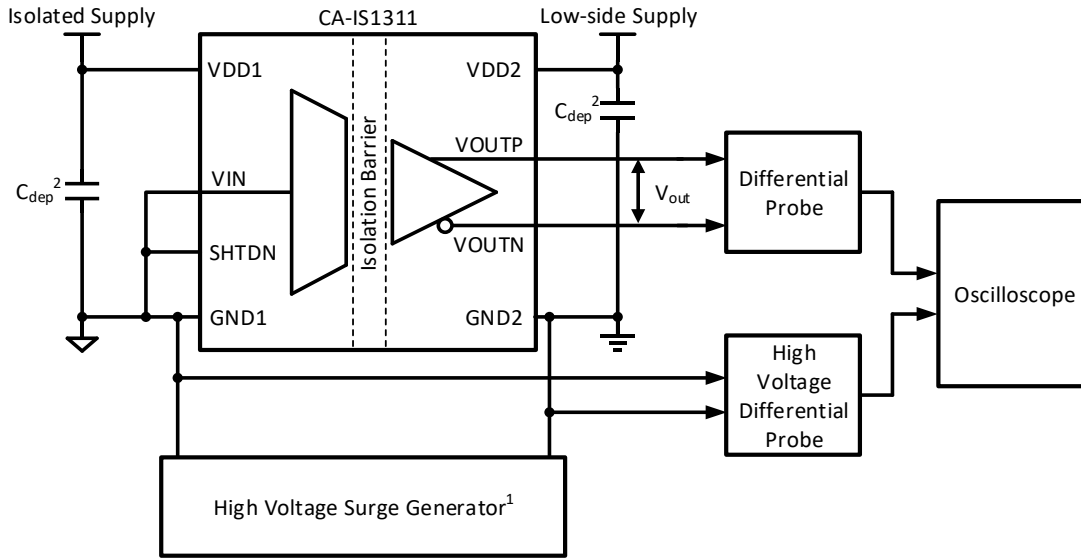 Isolated Supply
CA-IS1311
Low-side Supply
VDD1
VDD2
Cdep²
Cdep²
VOUTP
VIN
Isolation Barrier
Differential
Probe
Vout
SHTDN
VOUTN
Oscilloscope
GND1
GND2
High
Voltage
Differential
Probe
High Voltage Surge Generator¹